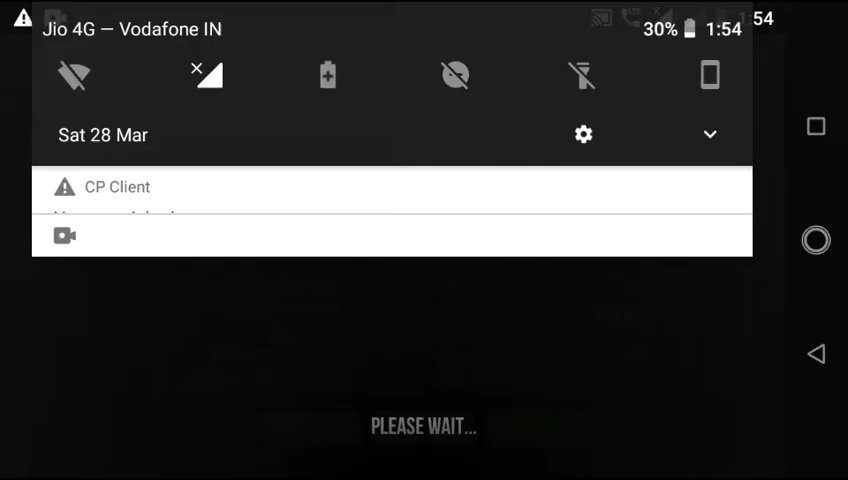 Jio 4G — Vodafone IN
30% 1:54
:54
Sat 28 Mar
CP Client
PLEASE WAIT...